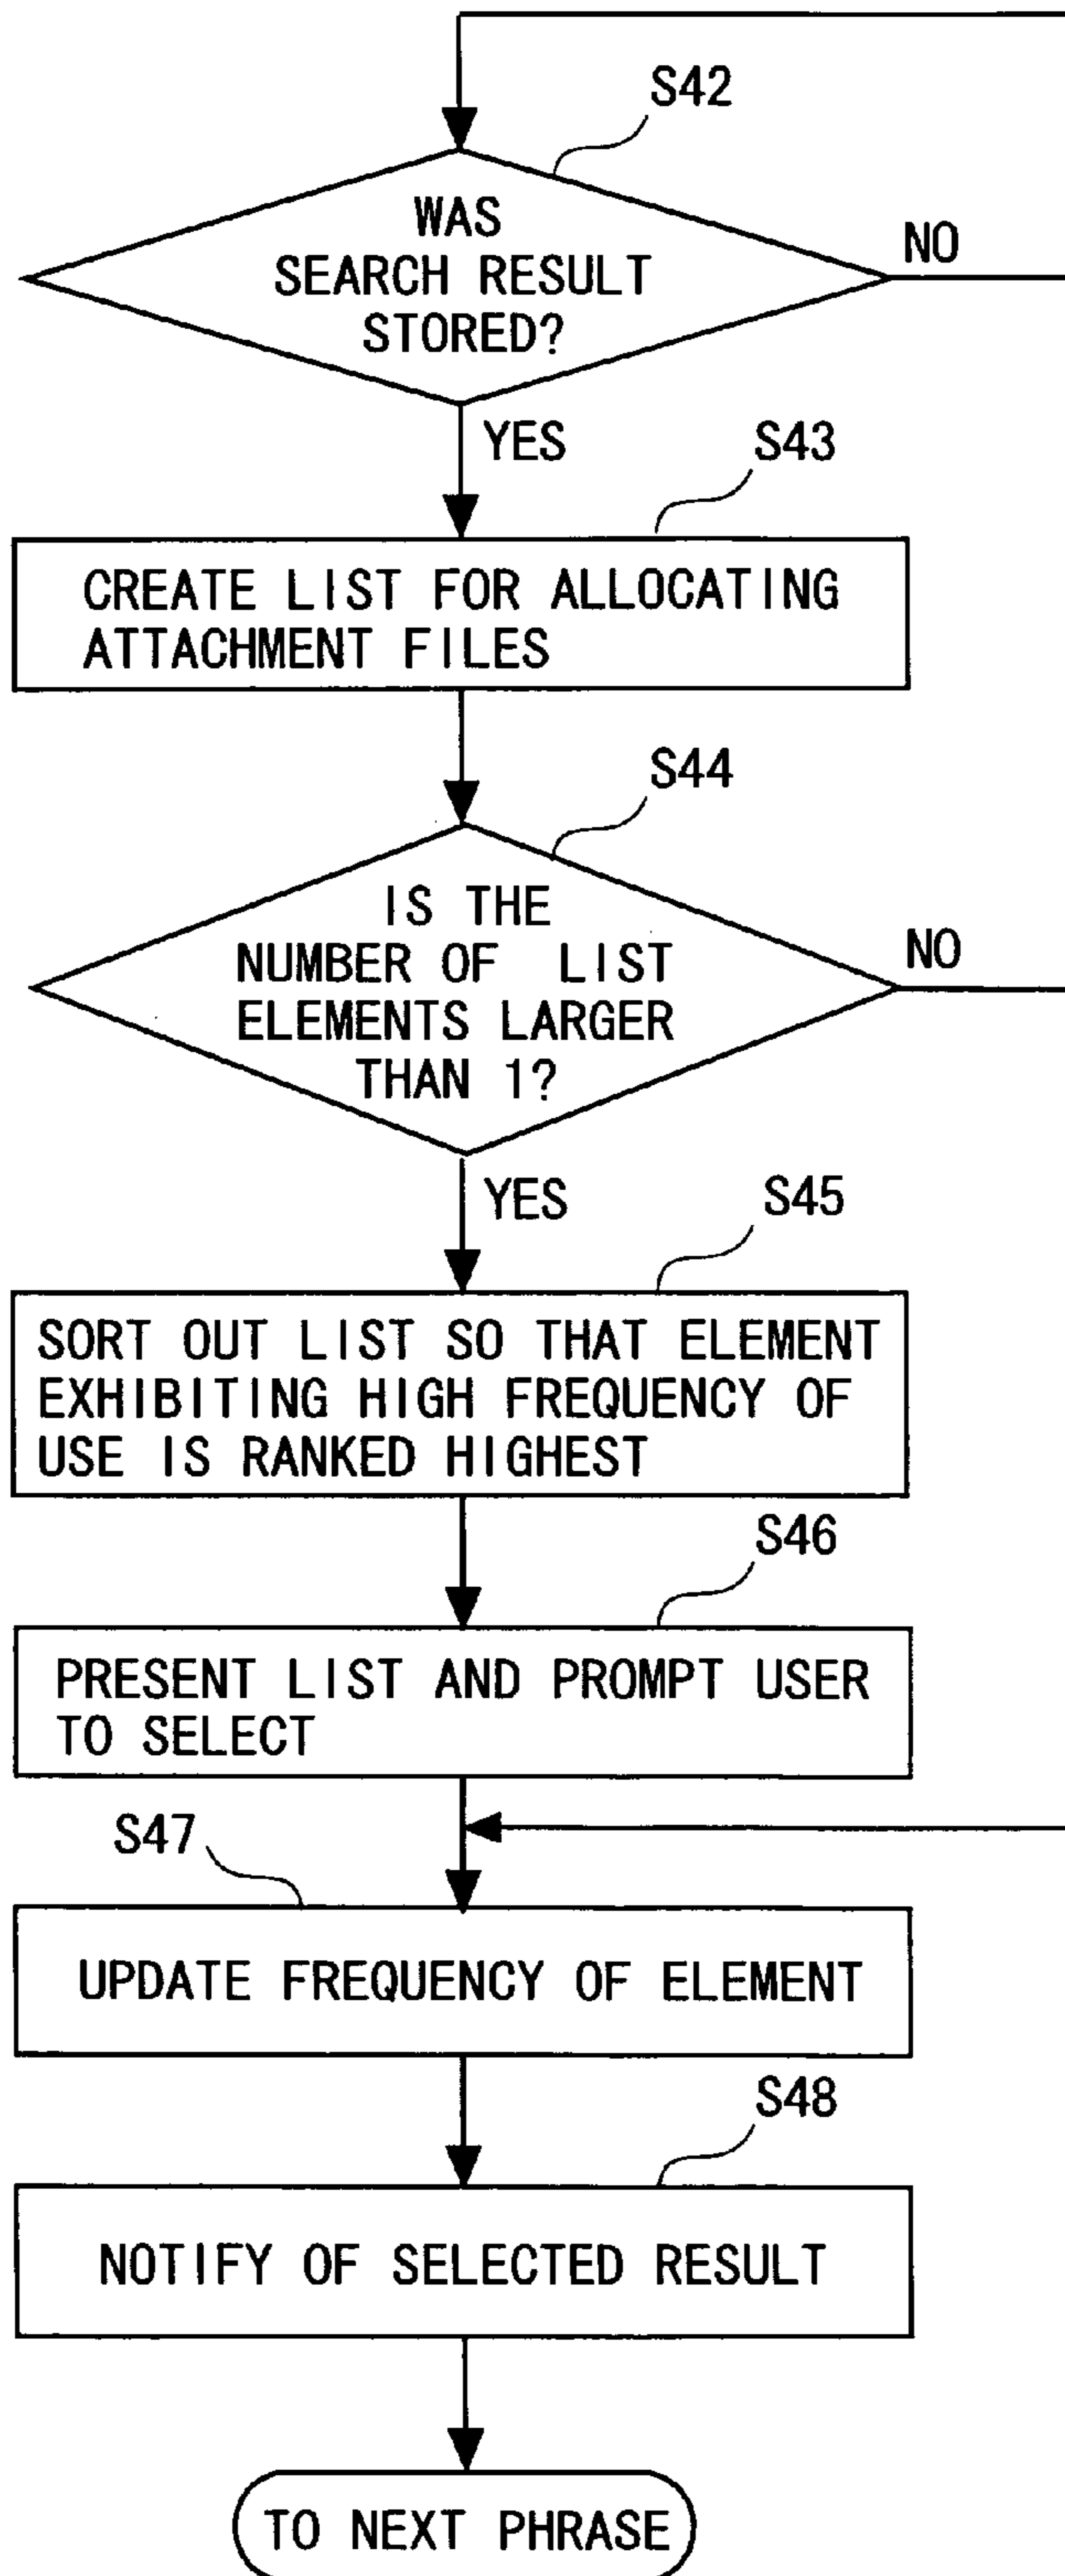 S42
WAS
SEARCH RESULT
STORED?
NO
YES
S43
CREATE LIST FOR ALLOCATING
ATTACHMENT FILES
S44
IS THE
NUMBER OF LIST
ELEMENTS LARGER
THAN 1?
NO
YES
S45
SORT OUT LIST SO THAT ELEMENT
EXHIBITING HIGH FREQUENCY OF
USE IS RANKED HIGHEST
S46
PRESENT LIST AND PROMPT USER
TO SELECT
S47
UPDATE FREQUENCY OF ELEMENT
S48
NOTIFY OF SELECTED RESULT
TO NEXT PHRASE